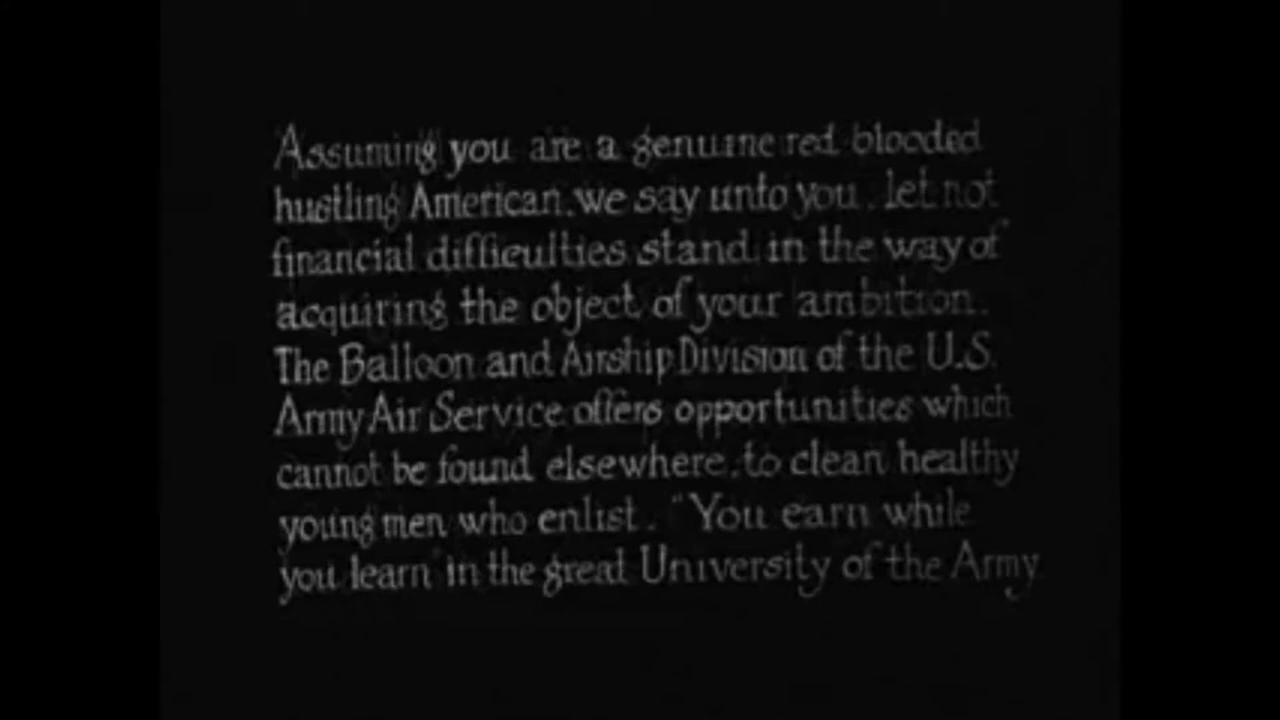 Assuming you are a genuine red blooded
hustling American, we say unto you, let not
financial difficulties stand in the way of
acquiring the object of your ambition.
The Balloon and Airship Division of the U.S.
Army Air Service offers opportunities which
cannot be found elsewhere, to clean healthy
young men who enlist. "You earn while
you learn" in the great University of the Army